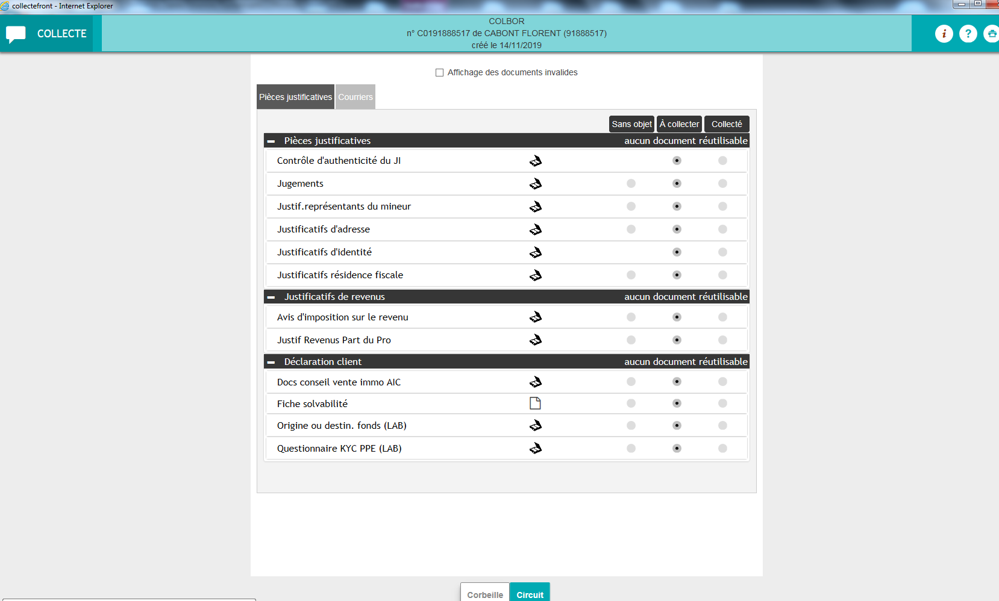 collectefront - Internet Explorer
COLLECTE
COLBOR
n° C0191888517 de CABONT FLORENT (91888517)
créé le 14/11/2019
i
?
Affichage des documents invalides
Pièces justificatives Courriers
Sans objet À collecter Collecté
Pièces justificatives aucun document réutilisable
Contrôle d'authenticité du JI
Jugements
Justif.représentants du mineur
Justificatifs d'adresse
Justificatifs d'identité
Justificatifs résidence fiscale
Justificatifs de revenus aucun document réutilisable
Avis d'imposition sur le revenu
Justif Revenus Part du Pro
Déclaration client aucun document réutilisable
Docs conseil vente immo AIC
Fiche solvabilité
Origine ou destin. fonds (LAB)
Questionnaire KYC PPE (LAB)
Corbeille Circuit